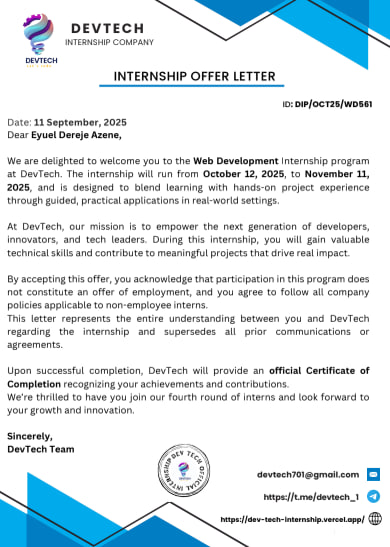 DEVTECH
INTERNSHIP COMPANY
DEVTECH
INTERNSHIP OFFER LETTER
ID: DIP/OCT25/WD561
Date: 11 September, 2025
Dear Eyuel Dereje Azene,
We are delighted to welcome you to the Web Development Internship program
at DevTech. The internship will run from October 12, 2025, to November 11,
2025, and is designed to blend learning with hands-on project experience
through guided, practical applications in real-world settings.
At DevTech, our mission is to empower the next generation of developers,
innovators, and tech leaders. During this internship, you will gain valuable
technical skills and contribute to meaningful projects that drive real impact.
By accepting this offer, you acknowledge that participation in this program does
not constitute an offer of employment, and you agree to follow all company
policies applicable to non-employee interns.
This letter represents the entire understanding between you and DevTech
regarding the internship and supersedes all prior communications or
agreements.
Upon successful completion, DevTech will provide an official Certificate of
Completion recognizing your achievements and contributions.
We're thrilled to have you join our fourth round of interns and look forward to
your growth and innovation.
Sincerely,
DevTech Team
DEV TECH OFFICIAL INTERNSHIP
devtech701@gmail.com
https://t.me/devtech_1
https://dev-tech-internship.vercel.app/